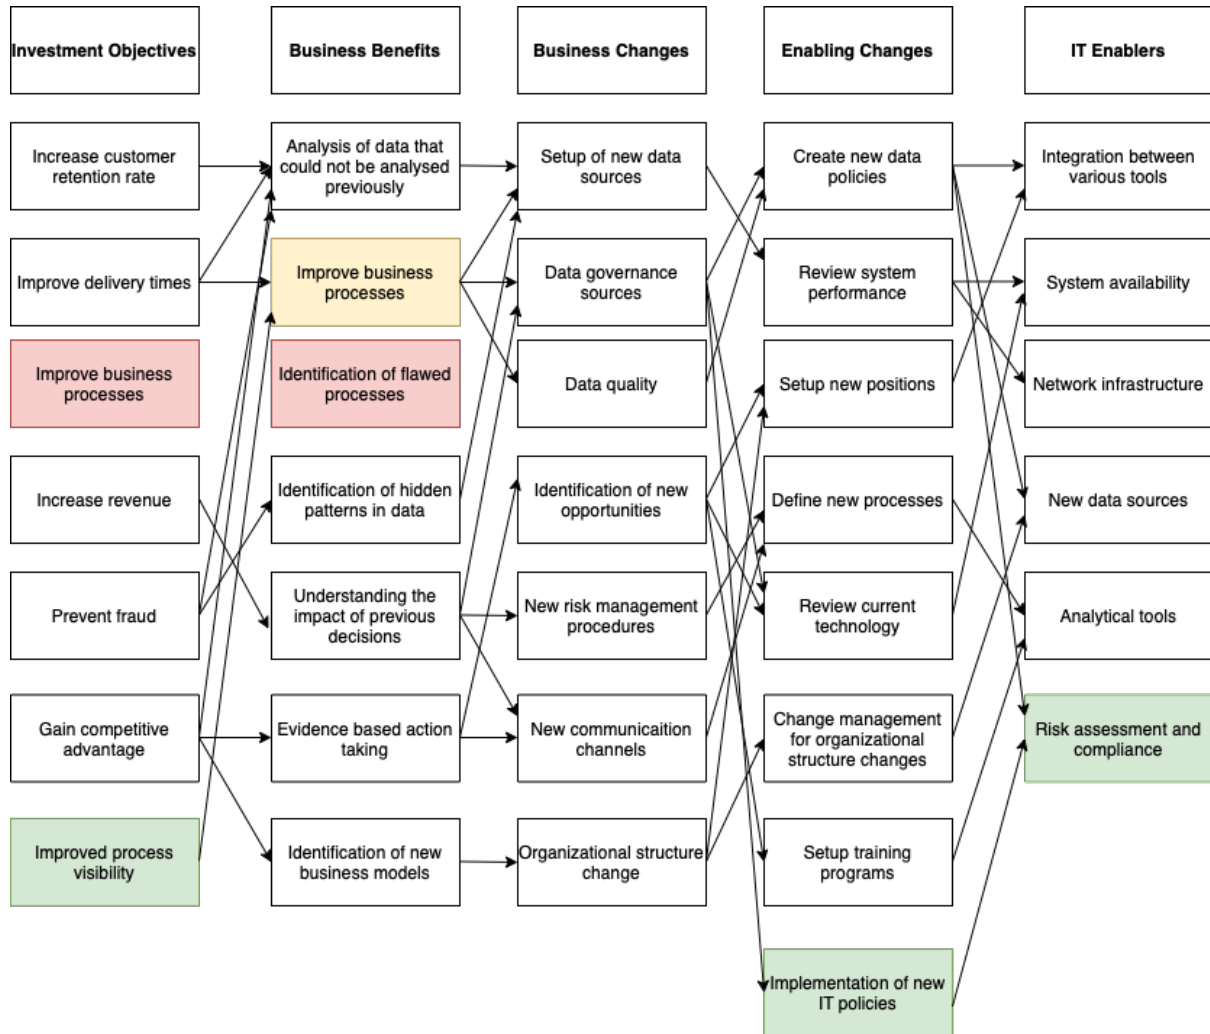 Investment Objectives
Business Benefits
Business Changes
Enabling Changes
IT Enablers
Increase customer
retention rate
Analysis of data that
could not be analysed
previously
Setup of new data
sources
Create new data
policies
Integration between
various tools
Improve delivery times
Improve business
processes
Data governance
sources
Review system
performance
System availability
Improve business
processes
Identification of flawed
processes
Data quality
Setup new positions
Network infrastructure
Increase revenue
Identification of hidden
patterns in data
Identification of new
opportunities
Define new processes
New data sources
Prevent fraud
Understanding the
impact of previous
decisions
New risk management
procedures
Review current
technology
Analytical tools
Gain competitive
advantage
Evidence based action
taking
New communicaition
channels
Change management
for organizational
structure changes
Risk assessment and
compliance
Improved process
visibility
Identification of new
business models
Organizational structure
change
Setup training
programs
Implementation of new
IT policies